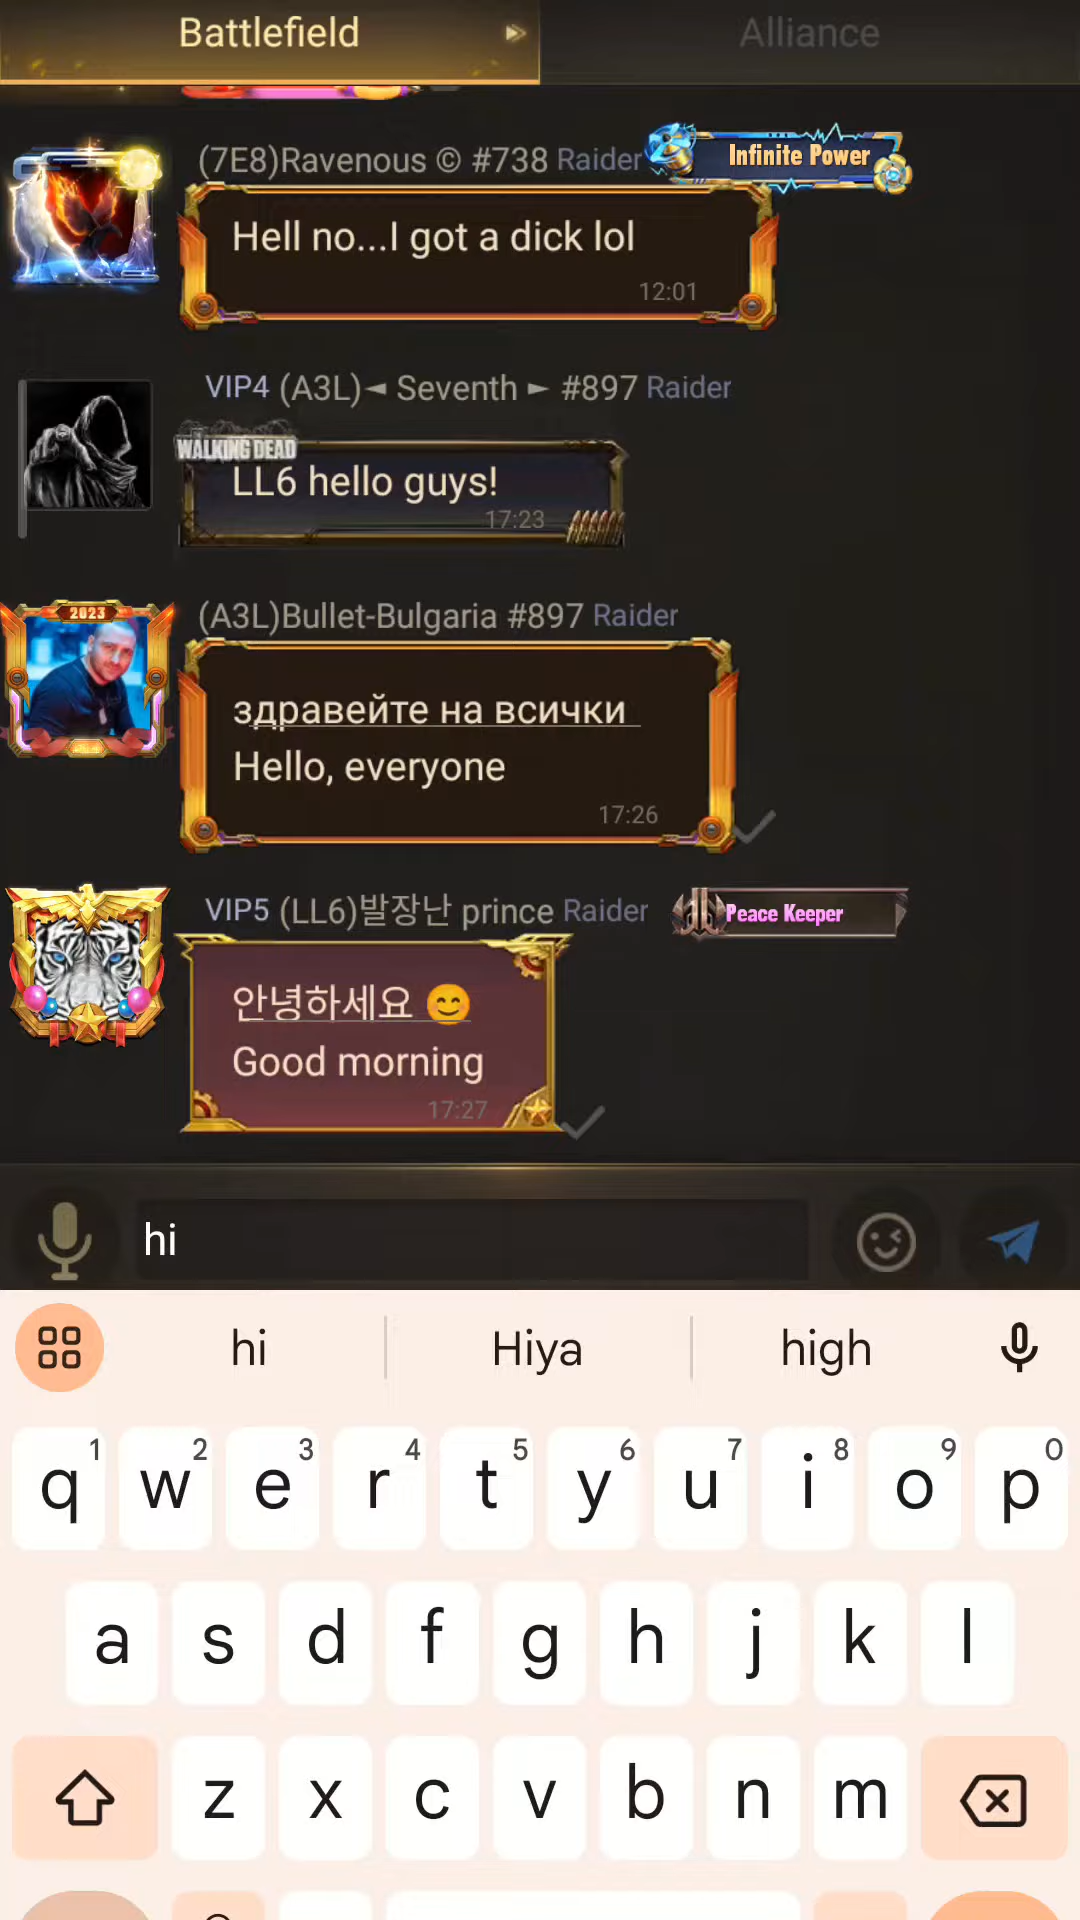 Battlefield
Alliance
(7E8)Ravenous © #738 Raider Infinite Power
Hell no...I got a dick lol
12:01
VIP4 (A3L)◄ Seventh ► #897 Raider
WALKING DEAD
LL6 hello guys!
17:23
2023
(A3L)Bullet-Bulgaria #897 Raider
здравейте на всички
Hello, everyone
17:26
VIP5 (LL6)발장난 prince Raider Peace Keeper
안녕하세요 😊
Good morning
17:27
hi
hi Hiya high
q 1 w 2 e 3 r 4 t 5 y 6 u 7 i 8 o 9 p 0
a s d f g h j k l
z x c v b n m